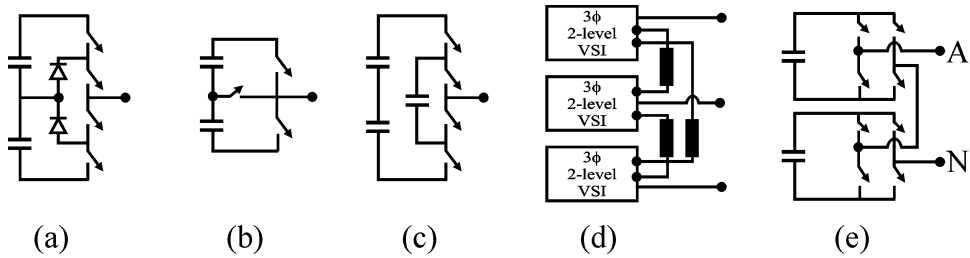 3ϕ
2-level
VSI
3ϕ
2-level
VSI
3ϕ
2-level
VSI
A
N
(a)
(b)
(c)
(d)
(e)